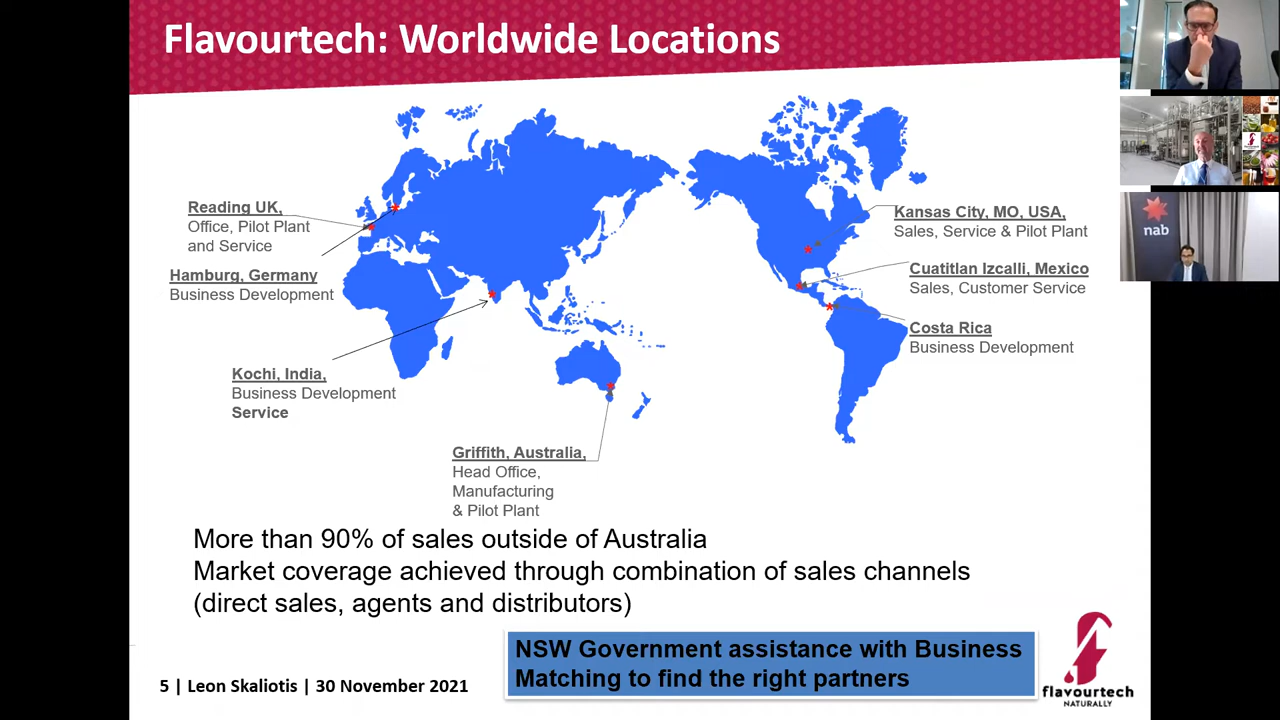 Flavourtech: Worldwide Locations
Reading UK,
Office, Pilot Plant
and Service
Hamburg, Germany
Business Development
Kochi, India,
Business Development
Service
Griffith, Australia,
Head Office,
Manufacturing
& Pilot Plant
Kansas City, MO, USA,
Sales, Service & Pilot Plant
Cuatitlan Izcalli, Mexico
Sales, Customer Service
Costa Rica
Business Development
More than 90% of sales outside of Australia
Market coverage achieved through combination of sales channels
(direct sales, agents and distributors)
NSW Government assistance with Business
Matching to find the right partners
5 | Leon Skaliotis | 30 November 2021
flavourtech
NATURALLY
nab